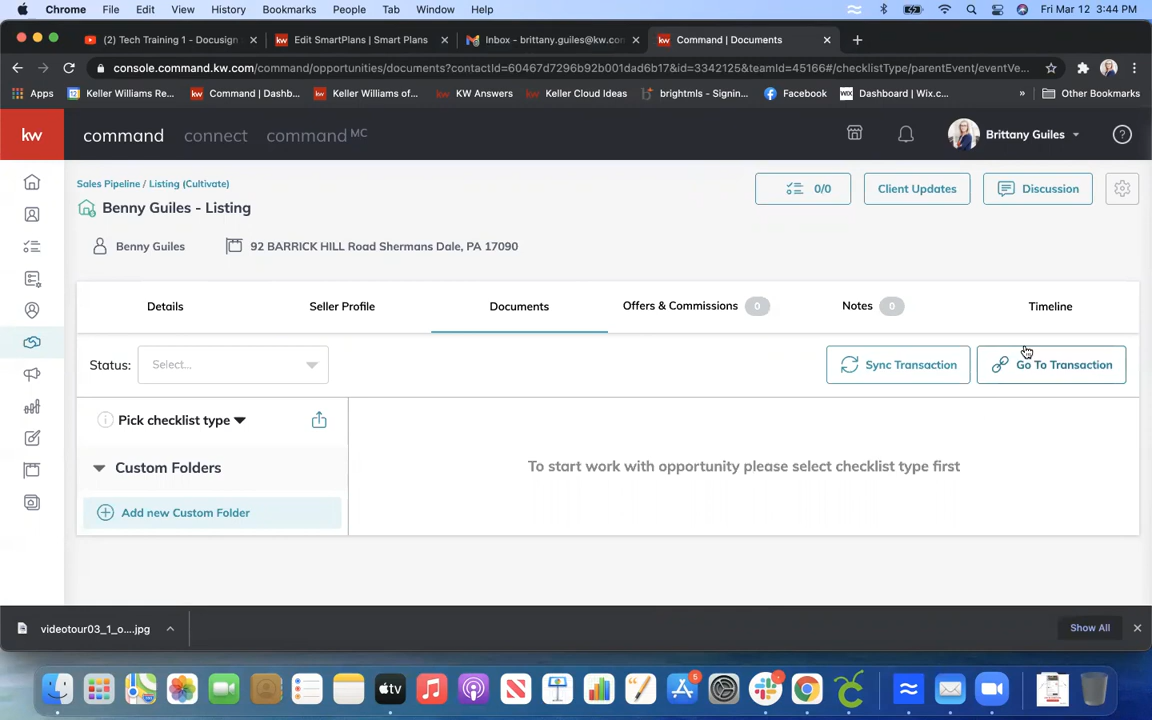 Chrome File Edit View History Bookmarks People Tab Window Help Fri Mar 12 3:44 PM
(2) Tech Training 1 - Docusign
Edit SmartPlans | Smart Plans
Inbox - brittany.guiles@kw.com
Command | Documents
console.command.kw.com/command/opportunities/documents?contactId=60467d7296b92b001dad6b17&id=3342125&teamId=45166#/checklistType/parentEvent/eventVe...
Apps Keller Williams Re... Command | Dashb... Keller Williams of... KW Answers Keller Cloud Ideas brightmls - Signin... Facebook WIX Dashboard | Wix.c... » Other Bookmarks
kw command connect command MC Brittany Guiles ?
Sales Pipeline / Listing (Cultivate)
Benny Guiles - Listing
0/0 Client Updates Discussion
Benny Guiles 92 BARRICK HILL Road Shermans Dale, PA 17090
Details Seller Profile Documents Offers & Commissions 0 Notes 0 Timeline
Status: Select... Sync Transaction Go To Transaction
Pick checklist type
Custom Folders
To start work with opportunity please select checklist type first
Add new Custom Folder
videotour03_1_o....jpg Show All
tv
5